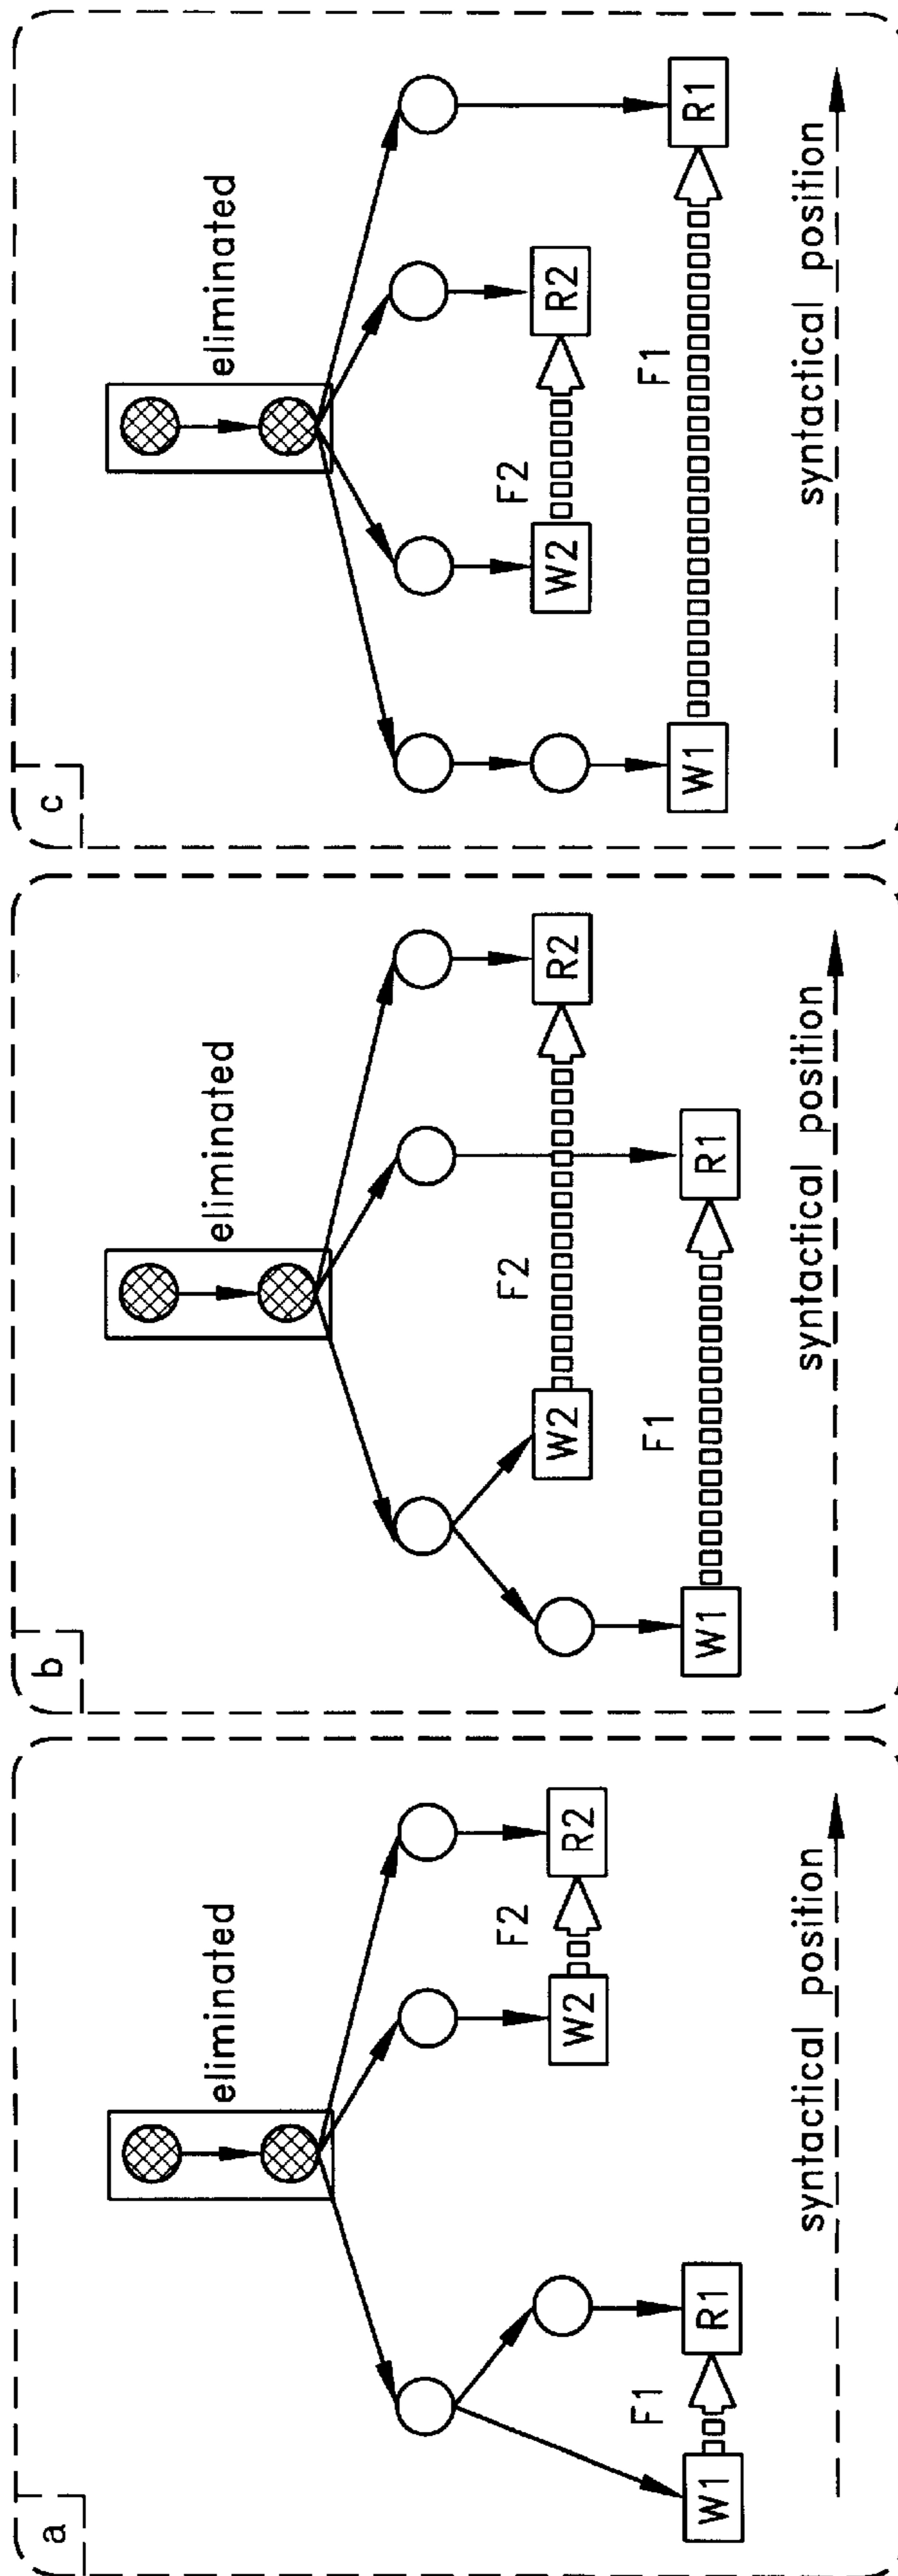 a
eliminated
F2
W2
R2
F1
W1
R1
syntactical position
b
eliminated
F2
W2
R2
F1
W1
R1
syntactical position
c
eliminated
F2
W2
R2
F1
W1
R1
syntactical position